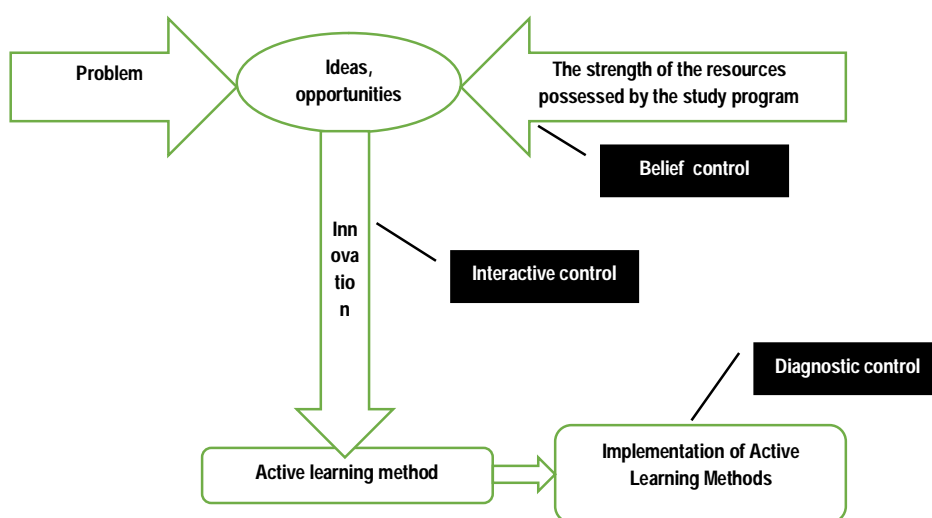 Problem
Ideas,
opportunities
The strength of the resources
possessed by the study program
Belief control
Inn
ova
tio
n
Interactive control
Diagnostic control
Active learning method
Implementation of Active
Learning Methods